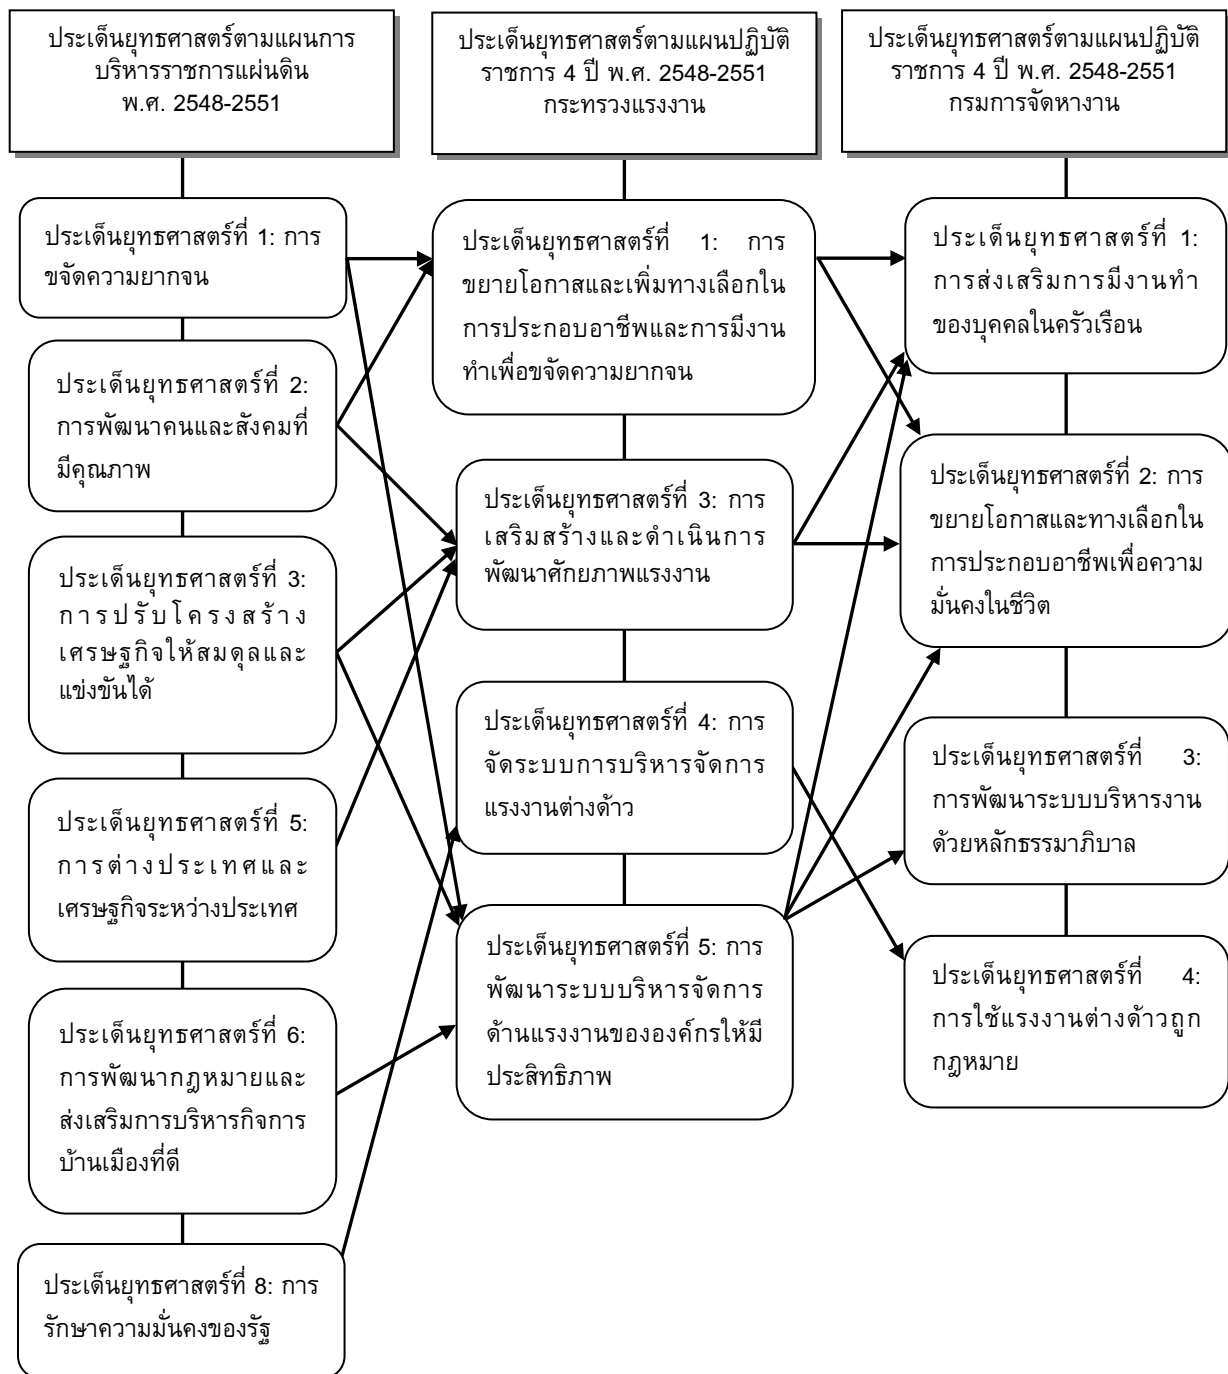 ประเด็นยุทธศาสตร์ตามแผนการ
บริหารราชการแผ่นดิน
พ.ศ. 2548-2551
ประเด็นยุทธศาสตร์ที่ 1: การ
ขจัดความยากจน
ประเด็นยุทธศาสตร์ที่ 2:
การพัฒนาคนและสังคมที่
มีคุณภาพ
ประเด็นยุทธศาสตร์ที่ 3:
การปรับโครงสร้าง
เศรษฐกิจให้สมดุลและ
แข่งขันได้
ประเด็นยุทธศาสตร์ที่ 5:
การต่างประเทศและ
เศรษฐกิจระหว่างประเทศ
ประเด็นยุทธศาสตร์ที่ 6:
การพัฒนากฎหมายและ
ส่งเสริมการบริหารกิจการ
บ้านเมืองที่ดี
ประเด็นยุทธศาสตร์ที่ 8: การ
รักษาความมั่นคงของรัฐ
ประเด็นยุทธศาสตร์ตามแผนปฏิบัติ
ราชการ 4 ปี พ.ศ. 2548-2551
กระทรวงแรงงาน
ประเด็นยุทธศาสตร์ที่ 1: การ
ขยายโอกาสและเพิ่มทางเลือกใน
การประกอบอาชีพและการมีงาน
ทำเพื่อขจัดความยากจน
ประเด็นยุทธศาสตร์ที่ 3: การ
เสริมสร้างและดำเนินการ
พัฒนาศักยภาพแรงงาน
ประเด็นยุทธศาสตร์ที่ 4: การ
จัดระบบการบริหารจัดการ
แรงงานต่างด้าว
ประเด็นยุทธศาสตร์ที่ 5: การ
พัฒนาระบบบริหารจัดการ
ด้านแรงงานขององค์กรให้มี
ประสิทธิภาพ
ประเด็นยุทธศาสตร์ตามแผนปฏิบัติ
ราชการ 4 ปี พ.ศ. 2548-2551
กรมการจัดหางาน
ประเด็นยุทธศาสตร์ที่ 1:
การส่งเสริมการมีงานทำ
ของบุคคลในครัวเรือน
ประเด็นยุทธศาสตร์ที่ 2: การ
ขยายโอกาสและทางเลือกใน
การประกอบอาชีพเพื่อความ
มั่นคงในชีวิต
ประเด็นยุทธศาสตร์ที่ 3:
การพัฒนาระบบบริหารงาน
ด้วยหลักธรรมาภิบาล
ประเด็นยุทธศาสตร์ที่ 4:
การใช้แรงงานต่างด้าวถูก
กฎหมาย